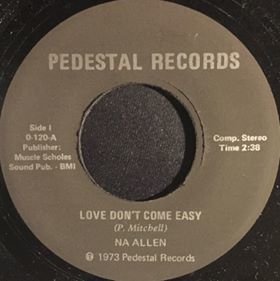 PEDESTAL RECORDS
Side I
0-120-A
Publisher:
Muscle Scholes
Sound Pub. - BMI
Comp. Stereo
Time 2:38
LOVE DON'T COME EASY
(P. Mitchell)
NA ALLEN
℗ 1973 Pedestal Records